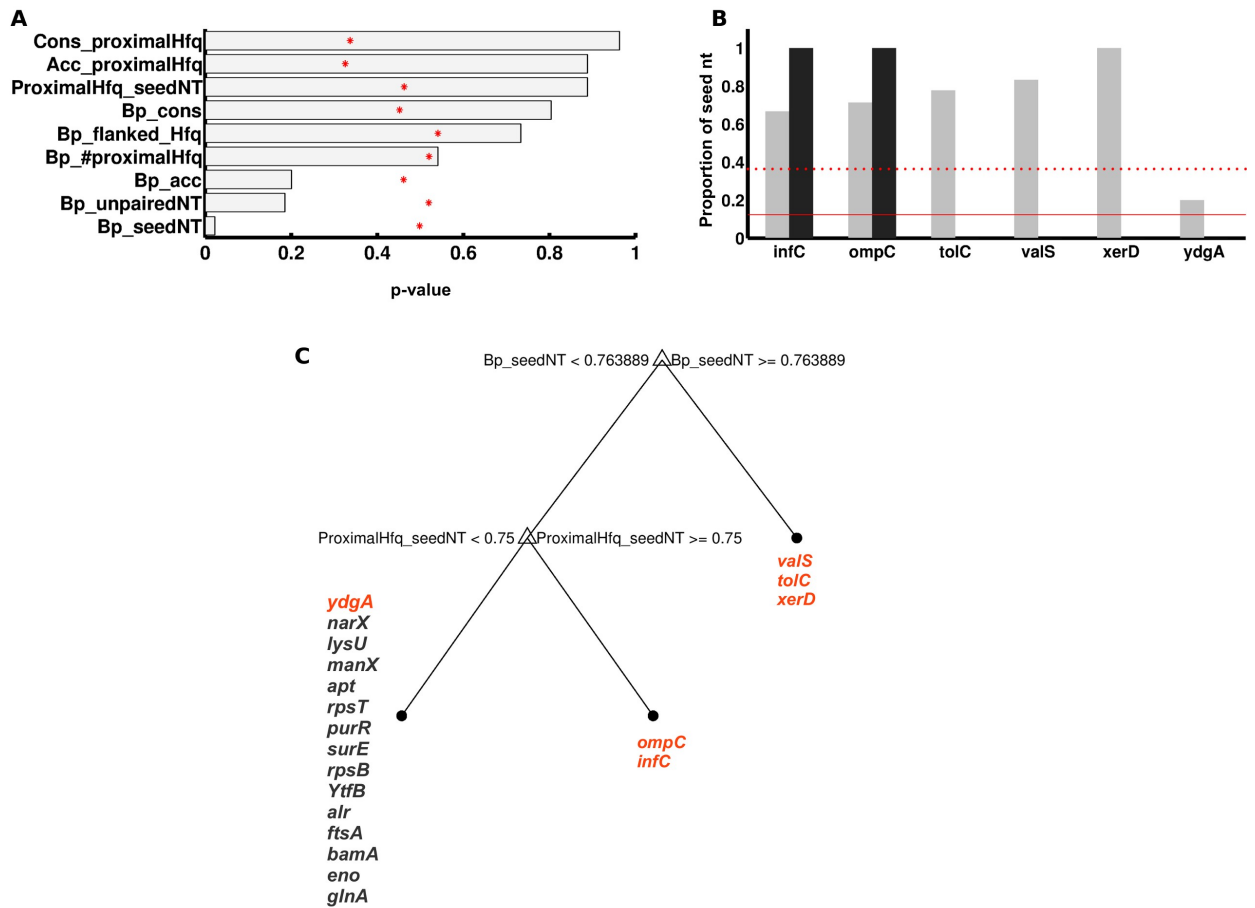 A
Cons_proximalHfq
Acc_proximalHfq
ProximalHfq_seedNT
Bp_cons
Bp_flanked_Hfq
Bp_#proximalHfq
Bp_acc
Bp_unpairedNT
Bp_seedNT
0 0.2 0.4 0.6 0.8 1
p-value
B
Proportion of seed nt
1
0.8
0.6
0.4
0.2
0
infC ompC tolC valS xerD ydgA
C
Bp_seedNT < 0.763889 Bp_seedNT >= 0.763889
ProximalHfq_seedNT < 0.75 ProximalHfq_seedNT >= 0.75
valS
tolC
xerD
ydgA
narX
lysU
manX
apt
rpsT
purR
surE
rpsB
YtfB
alr
ftsA
bamA
eno
glnA
ompC
infC